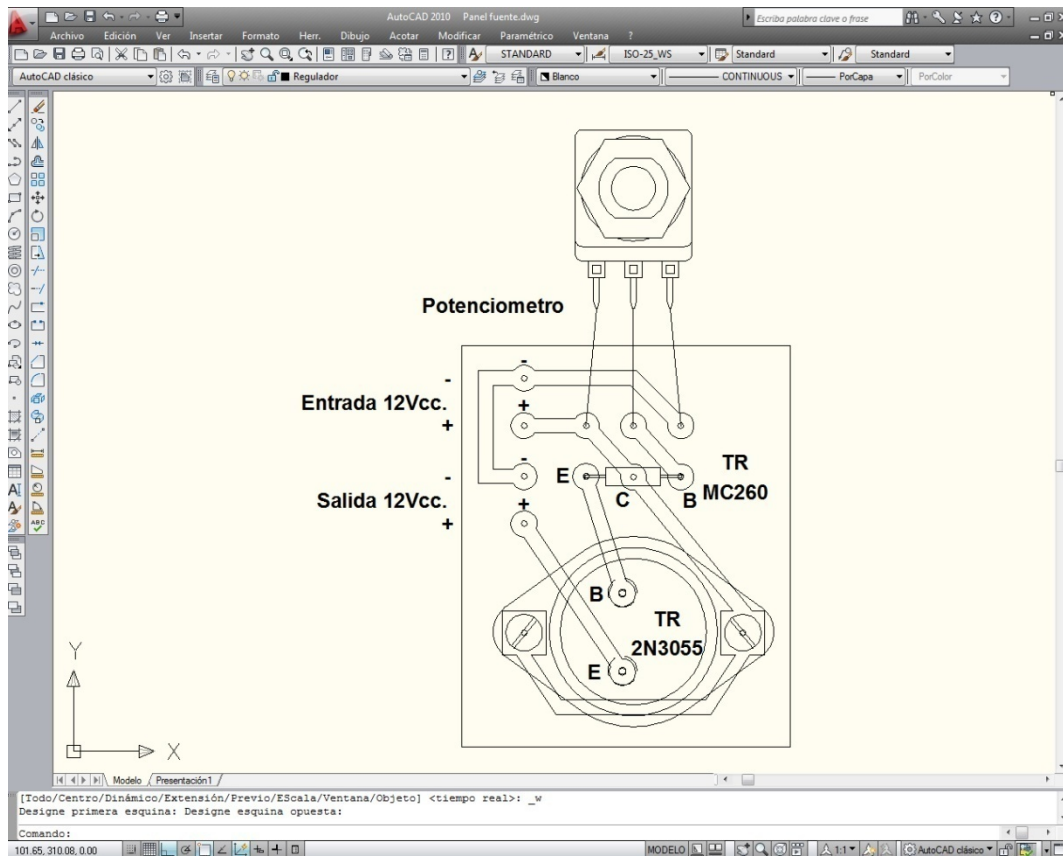 AutoCAD 2010 Panel fuente.dwg
Escriba palabra clave o frase
Archivo Edición Ver Insertar Formato Herr. Dibujo Acotar Modificar Paramétrico Ventana ?
STANDARD ISO-25_WS Standard Standard
AutoCAD clásico Regulador Blanco CONTINUOUS PorCapa PorColor
Potenciometro
-
-
Entrada 12Vcc.
+
+
-
-
E
C
B
TR
MC260
Salida 12Vcc.
+
+
B
TR
2N3055
E
Y
X
Modelo Presentación1
[Todo/Centro/Dinámico/Extensión/Previo/EScala/Ventana/Objeto] <tiempo real>: _w
Designe primera esquina: Designe esquina opuesta:
Comando:
101.65, 310.08, 0.00 MODELO 1:1 AutoCAD clásico